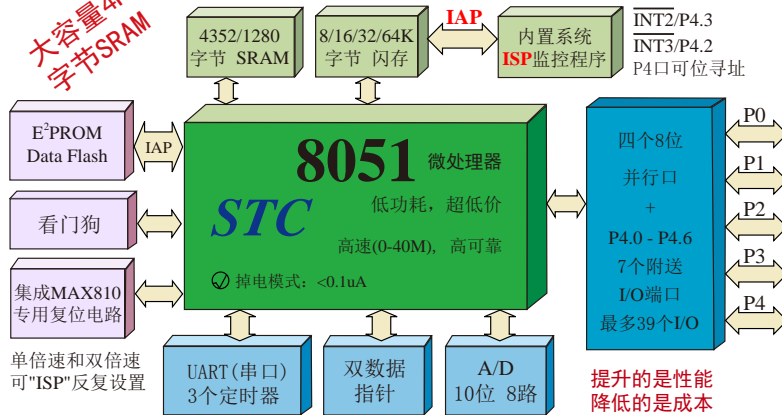 大容量4
字节SRAM
4352/1280
字节 SRAM
8/16/32/64K
字节 闪存
IAP
内置系统
ISP监控程序
INT2/P4.3
INT3/P4.2
P4口可位寻址
E²PROM
Data Flash
IAP
看门狗
集成MAX810
专用复位电路
单倍速和双倍速
可"ISP"反复设置
8051 微处理器
STC
低功耗，超低价
高速(0-40M)，高可靠
掉电模式：<0.1uA
四个8位
并行口
+
P4.0 - P4.6
7个附送
I/O端口
最多39个I/O
P0
P1
P2
P3
P4
UART(串口)
3个定时器
双数据
指针
A/D
10位 8路
提升的是性能
降低的是成本